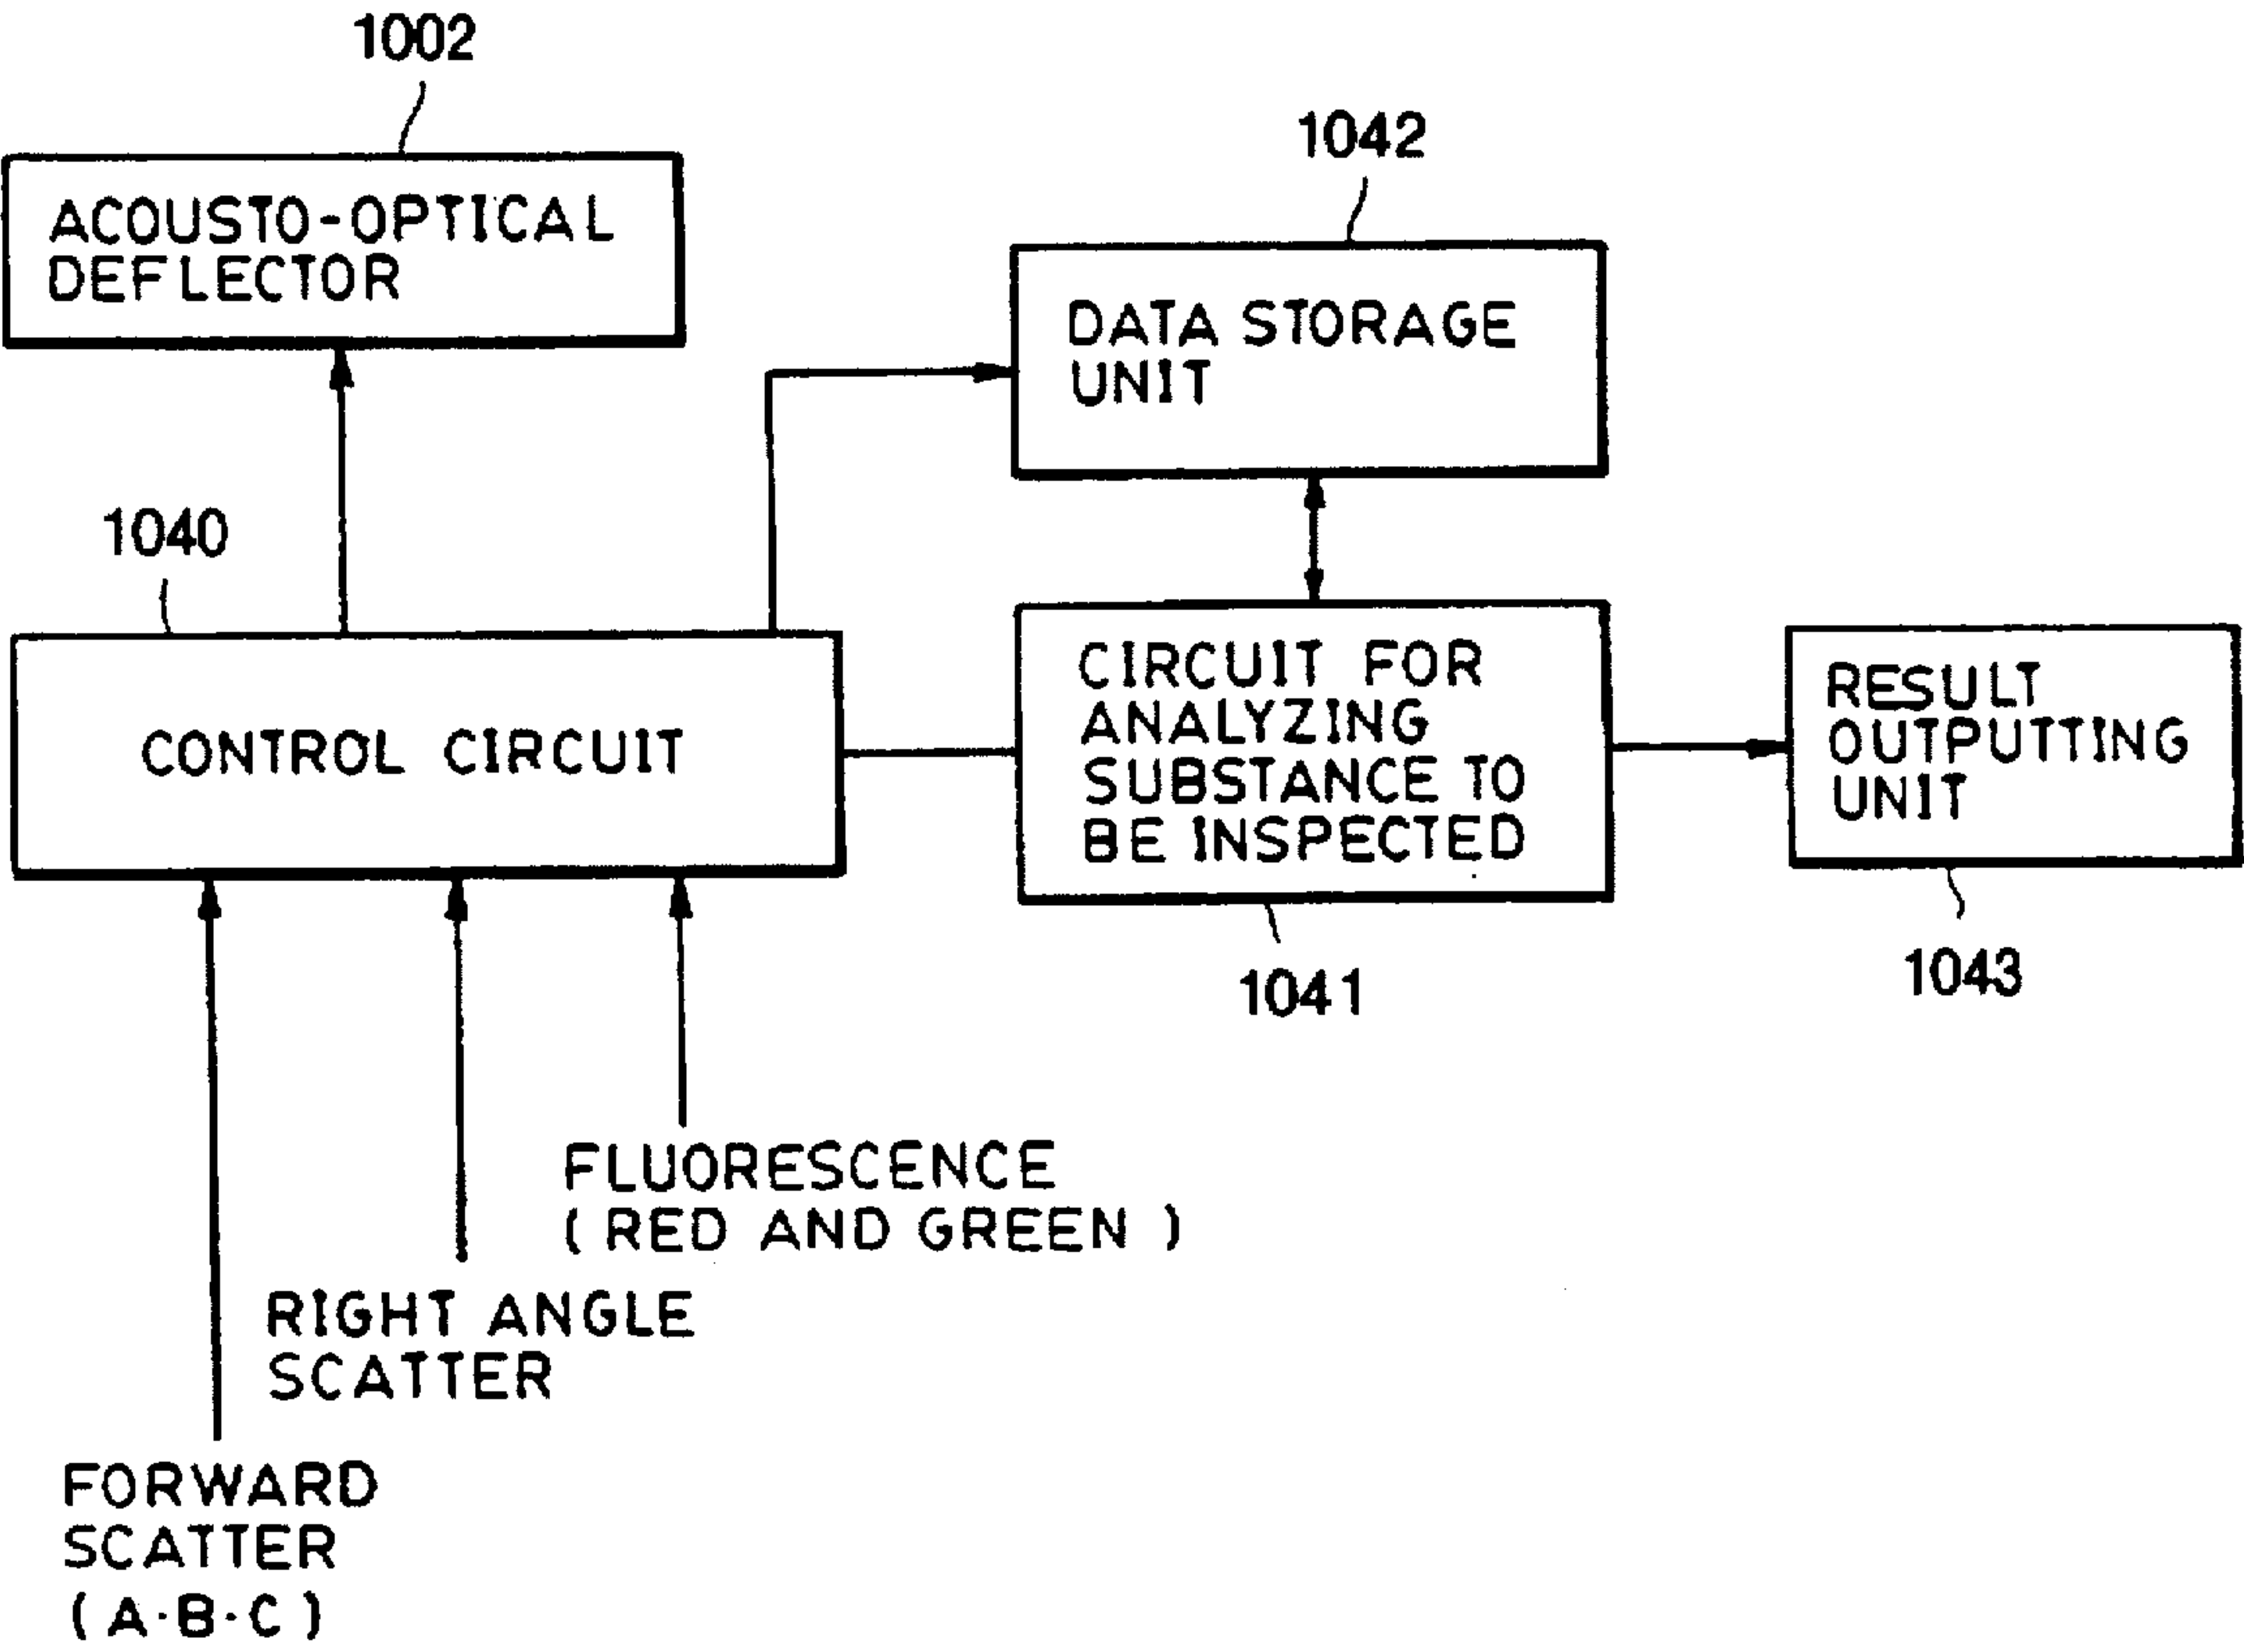 1002
ACOUSTO-OPTICAL
DEFLECTOR
1042
DATA STORAGE
UNIT
1040
CONTROL CIRCUIT
CIRCUIT FOR
ANALYZING
SUBSTANCE TO
BE INSPECTED
1041
RESULT
OUTPUTTING
UNIT
1043
FLUORESCENCE
( RED AND GREEN )
RIGHT ANGLE
SCATTER
FORWARD
SCATTER
( A·B·C )